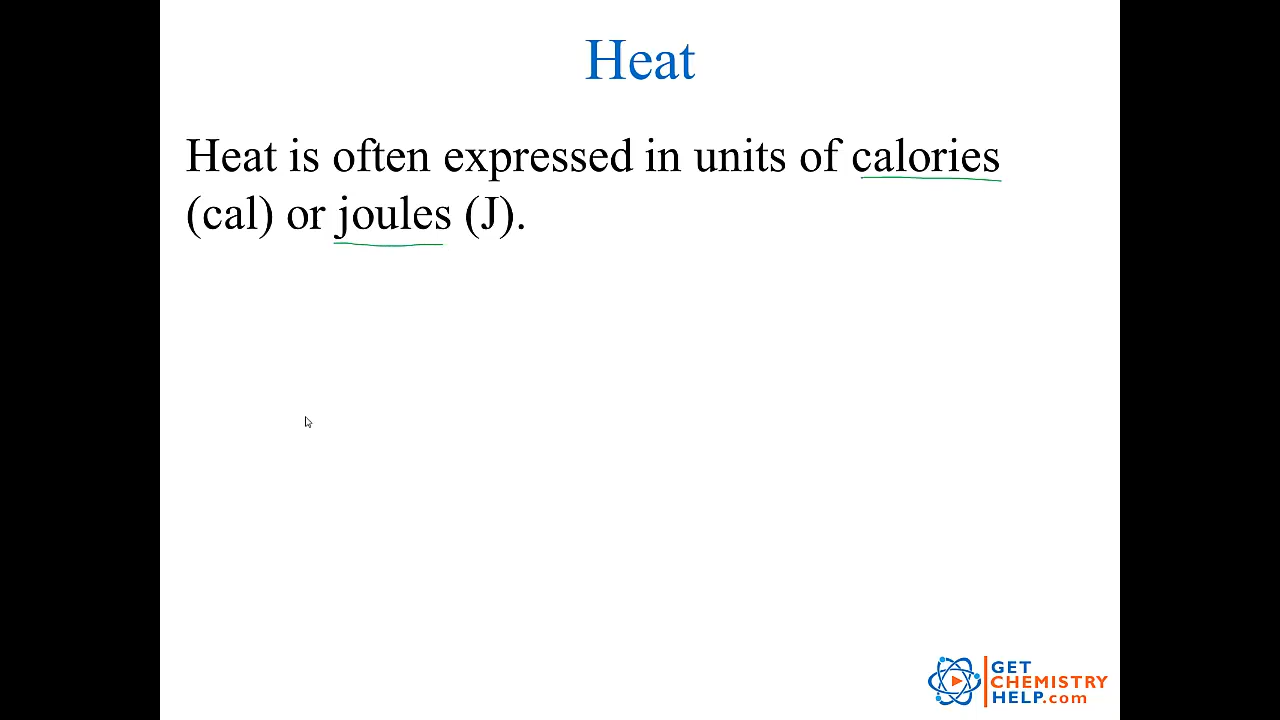 Heat
Heat is often expressed in units of calories
(cal) or joules (J).
GET
CHEMISTRY
HELP.com